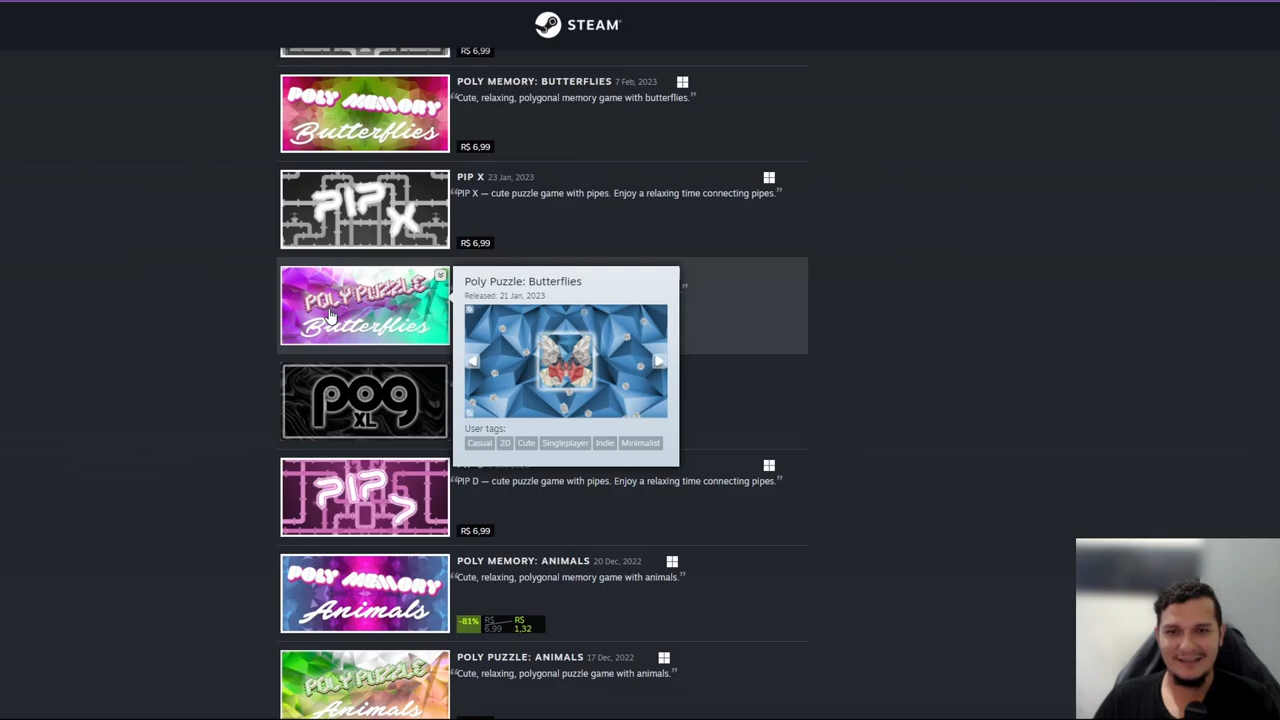 STEAM®
R$ 6,99
POLY MEMORY Butterflies
POLY MEMORY: BUTTERFLIES 7 Feb, 2023
“Cute, relaxing, polygonal memory game with butterflies.”
R$ 6,99
PIP X
PIP X 23 Jan, 2023
“PIP X — cute puzzle game with pipes. Enjoy a relaxing time connecting pipes.”
R$ 6,99
POLY PUZZLE Butterflies
Poly Puzzle: Butterflies
Released: 21 Jan, 2023
User tags:
Casual 2D Cute Singleplayer Indie Minimalist
pog XL
PIP D
“PIP D — cute puzzle game with pipes. Enjoy a relaxing time connecting pipes.”
R$ 6,99
POLY MEMORY Animals
POLY MEMORY: ANIMALS 20 Dec, 2022
“Cute, relaxing, polygonal memory game with animals.”
-81% R$ 6,99 R$ 1,32
POLY PUZZLE Animals
POLY PUZZLE: ANIMALS 17 Dec, 2022
“Cute, relaxing, polygonal puzzle game with animals.”